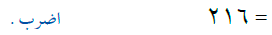 = ٢١٦ اضرب .